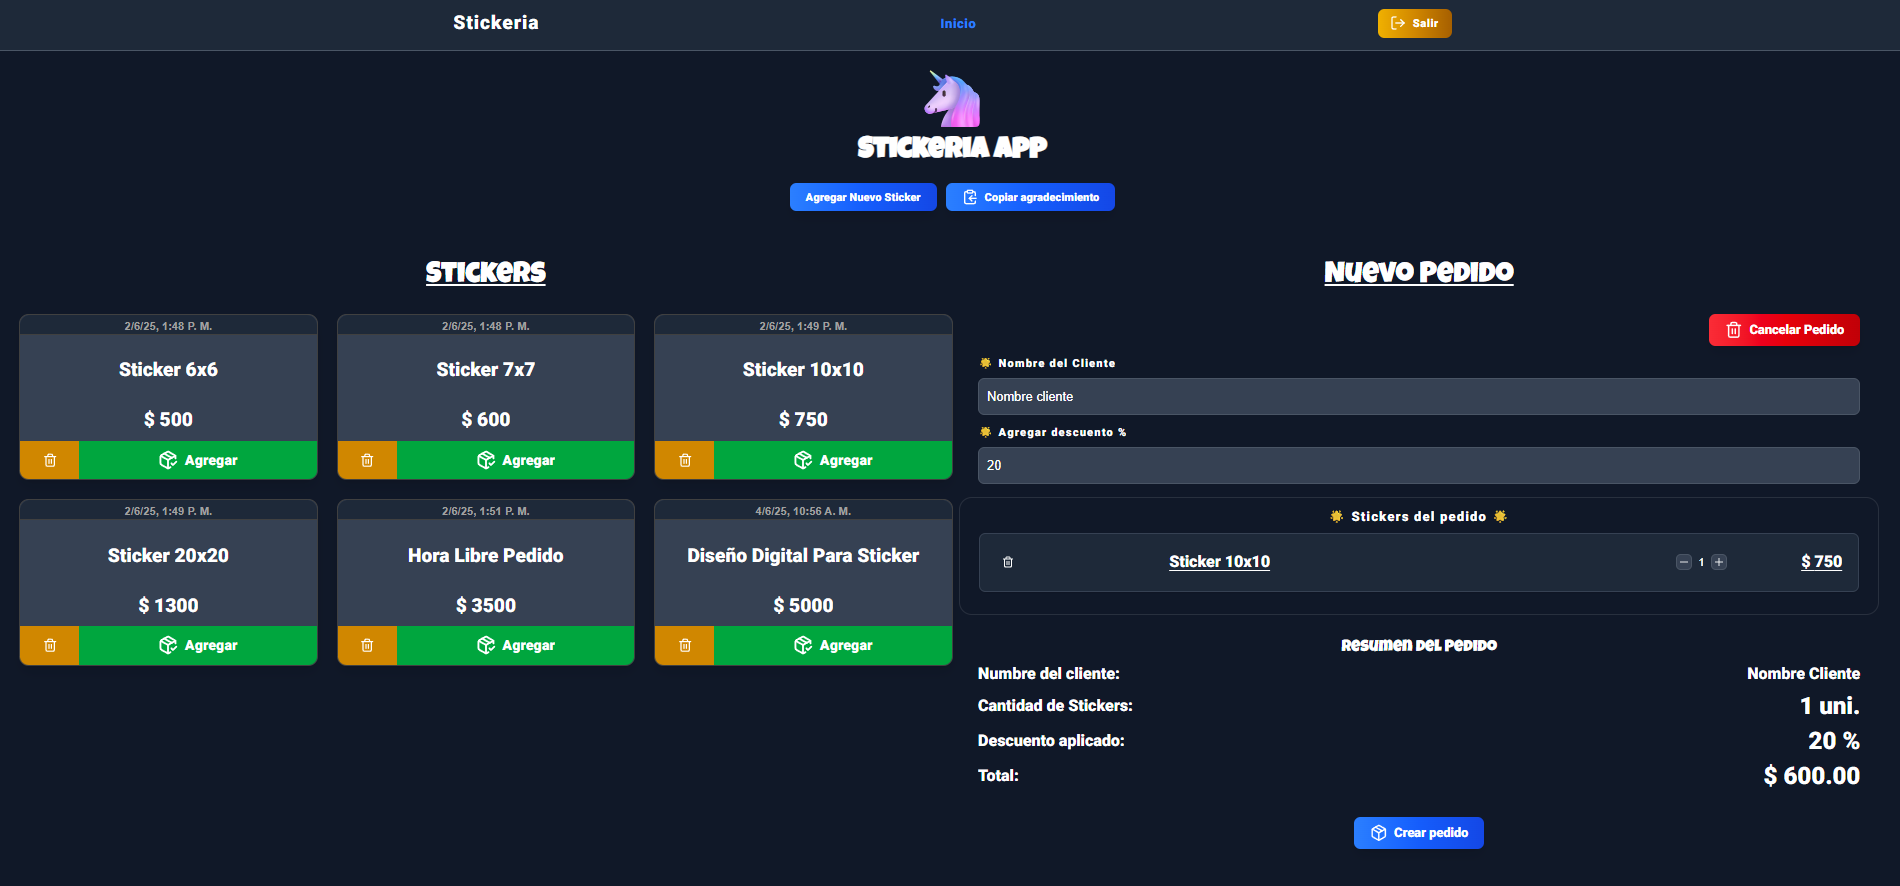 Stickeria
Inicio
Salir
Stickeria App
Agregar Nuevo Sticker
Copiar agradecimiento
Stickers
2/6/25, 1:48 P. M.
Sticker 6x6
$ 500
Agregar
2/6/25, 1:48 P. M.
Sticker 7x7
$ 600
Agregar
2/6/25, 1:49 P. M.
Sticker 10x10
$ 750
Agregar
2/6/25, 1:49 P. M.
Sticker 20x20
$ 1300
Agregar
2/6/25, 1:51 P. M.
Hora Libre Pedido
$ 3500
Agregar
4/6/25, 10:56 A. M.
Diseño Digital Para Sticker
$ 5000
Agregar
Nuevo Pedido
Cancelar Pedido
Nombre del Cliente
Nombre cliente
Agregar descuento %
20
Stickers del pedido
Sticker 10x10
1
$ 750
Resumen del Pedido
Numbre del cliente: Nombre Cliente
Cantidad de Stickers: 1 uni.
Descuento aplicado: 20 %
Total: $ 600.00
Crear pedido